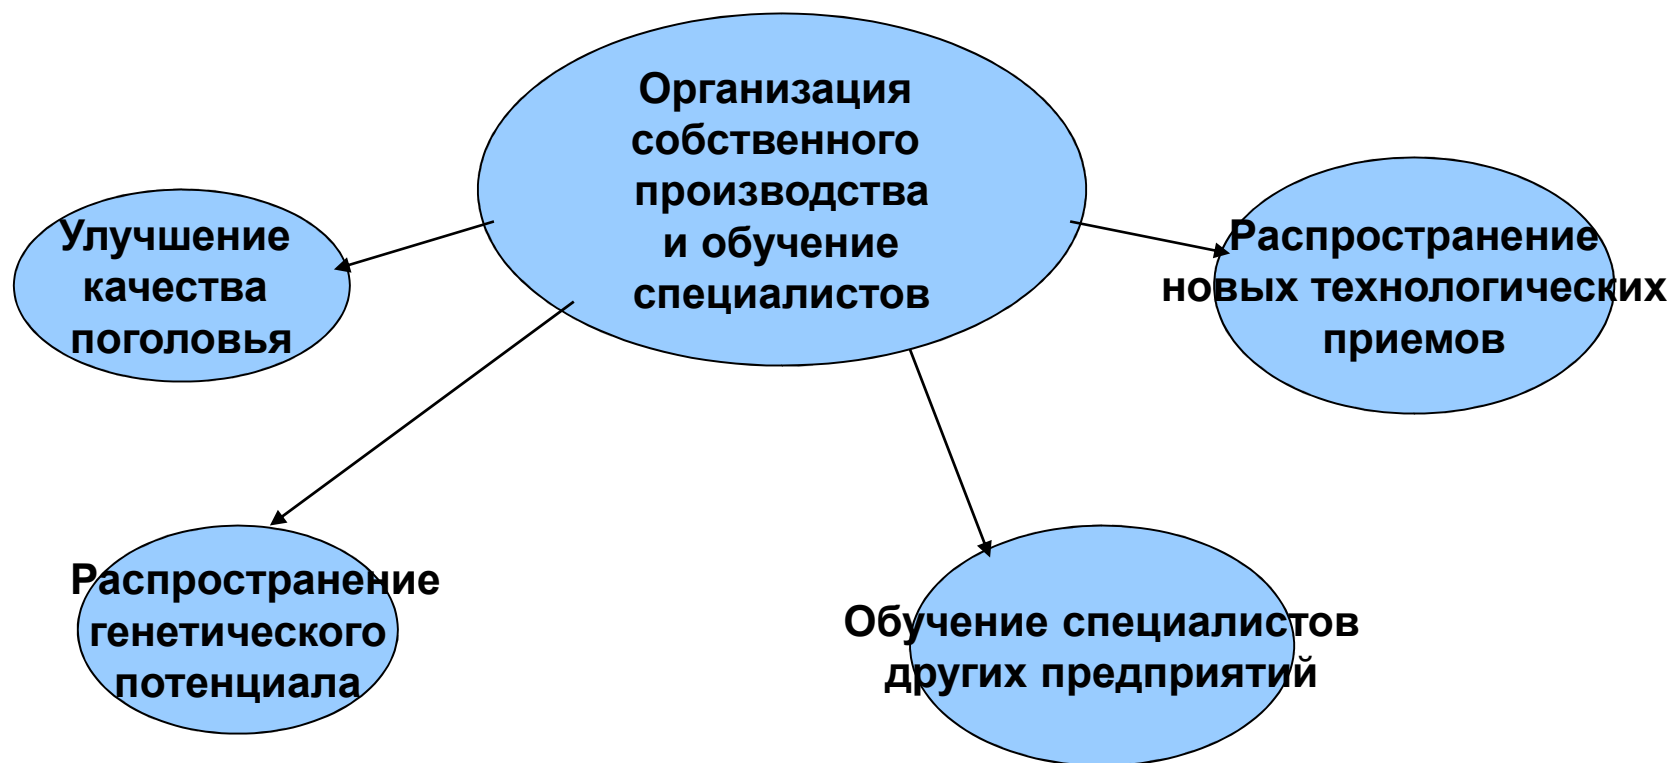 Организация
собственного
производства
и обучение
специалистов
Улучшение
качества
поголовья
Распространение
новых технологических
приемов
Распространение
генетического
потенциала
Обучение специалистов
других предприятий